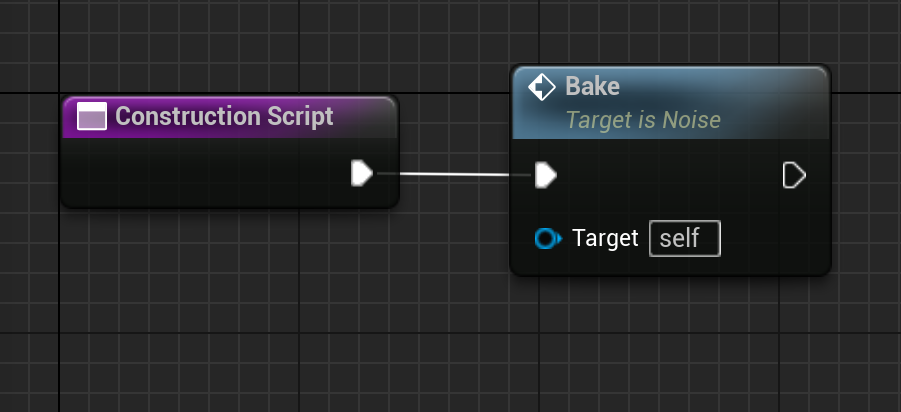 Construction Script
Bake
Target is Noise
Target self